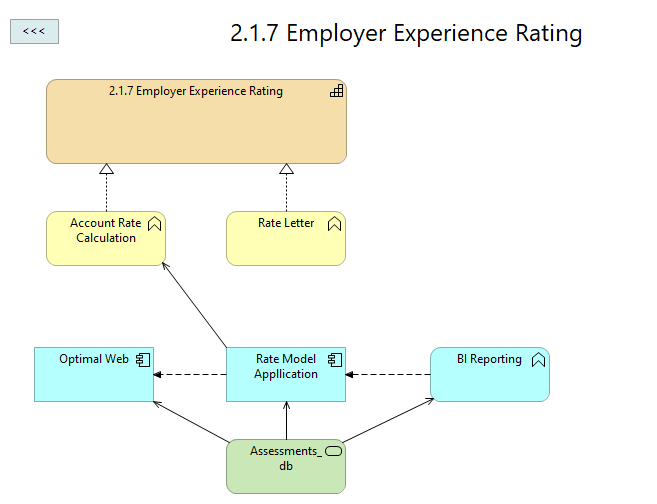 <<<
2.1.7 Employer Experience Rating
2.1.7 Employer Experience Rating
Account Rate
Calculation
Rate Letter
Optimal Web
Rate Model
Appllication
BI Reporting
Assessments_
db